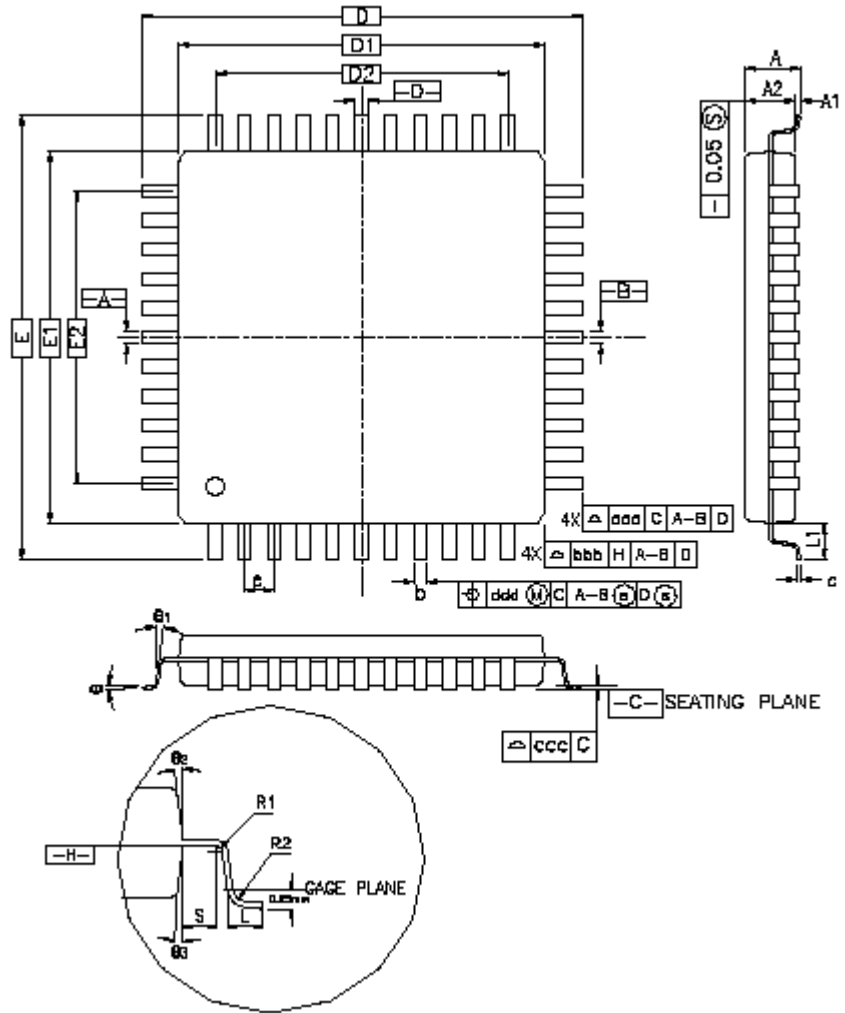 D
D1
D2
-D-
A
A2
A1
- 0.05 S
-A-
-B-
E
E1
E2
4X aaa C A-B D
4X bbb H A-B D
L1
e
b
ddd M C A-B S D S
c
θ1
θ
-C- SEATING PLANE
ccc C
θ2
R1
R2
-H-
GAGE PLANE
S
L
θ3